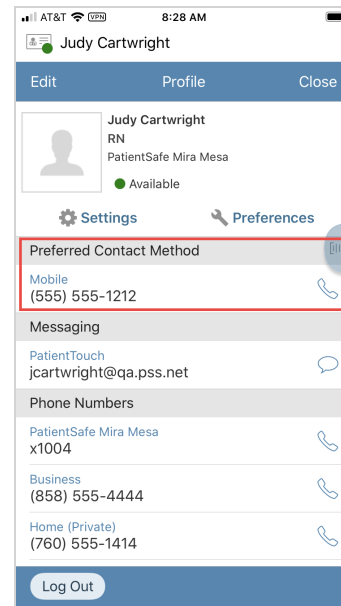 AT&T VPN 8:28 AM
Judy Cartwright
Edit Profile Close
Judy Cartwright
RN
PatientSafe Mira Mesa
Available
Settings Preferences
Preferred Contact Method
Mobile
(555) 555-1212
Messaging
PatientTouch
jcartwright@qa.pss.net
Phone Numbers
PatientSafe Mira Mesa
x1004
Business
(858) 555-4444
Home (Private)
(760) 555-1414
Log Out